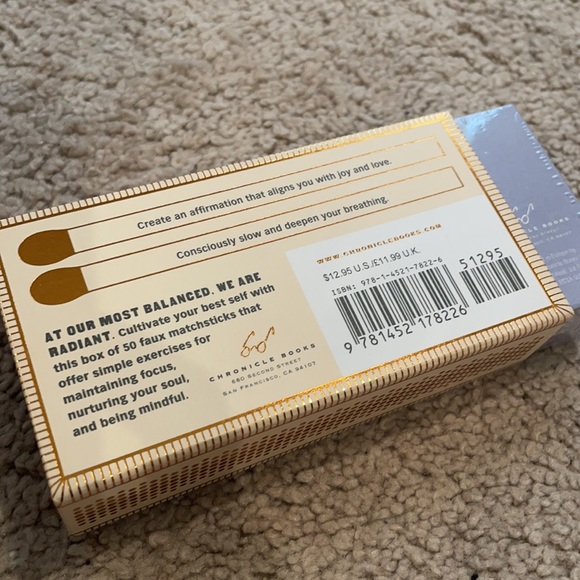 Create an affirmation that aligns you with joy and love.
Consciously slow and deepen your breathing.
AT OUR MOST BALANCED, WE ARE
RADIANT. Cultivate your best self with
this box of 50 faux matchsticks that
offer simple exercises for
maintaining focus,
nurturing your soul,
and being mindful.
CHRONICLE BOOKS
680 SECOND STREET
SAN FRANCISCO, CA 94107
WWW.CHRONICLEBOOKS.COM
$12.95 U.S./£11.99 U.K.
ISBN: 978-1-4521-7822-6
51295
9 781452 178226
CHRONICLE BOOKS